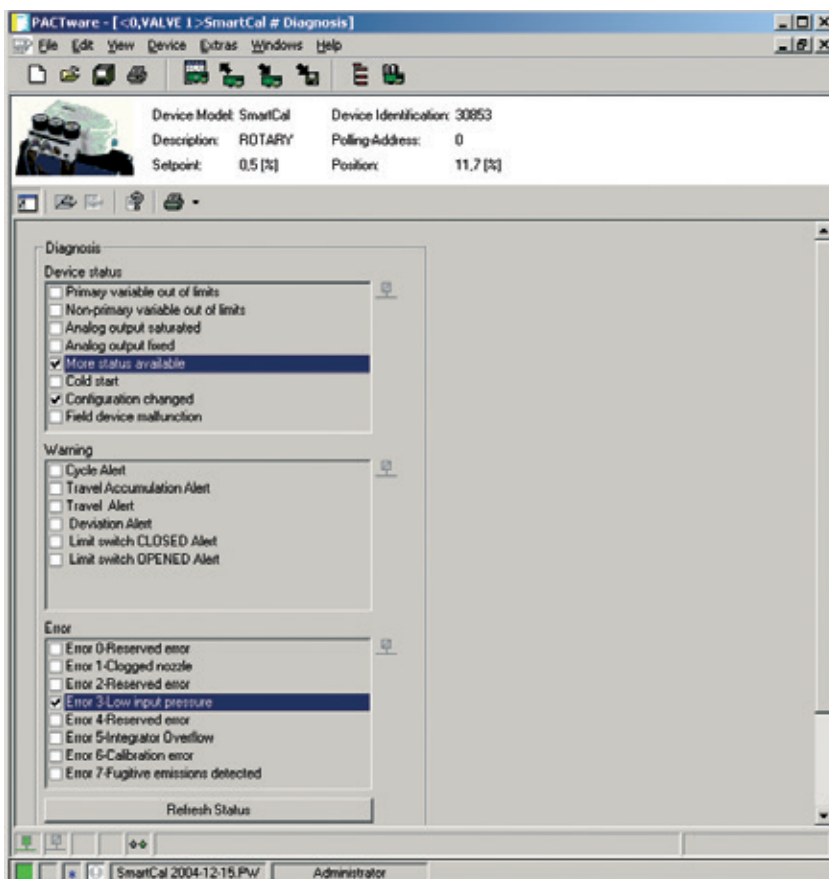 PACTware - [<0,VALVE 1>SmartCal # Diagnosis]
File Edit View Device Extras Windows Help
Device Model: SmartCal Device Identification: 30853
Description: ROTARY Polling-Address: 0
Setpoint: 0,5 [%] Position: 11,7 [%]
Diagnosis
Device status
Primary variable out of limits
Non-primary variable out of limits
Analog output saturated
Analog output fixed
More status available
Cold start
Configuration changed
Field device malfunction
Warning
Cycle Alert
Travel Accumulation Alert
Travel Alert
Deviation Alert
Limit switch CLOSED Alert
Limit switch OPENED Alert
Error
Error 0-Reserved error
Error 1-Clogged nozzle
Error 2-Reserved error
Error 3-Low input pressure
Error 4-Reserved error
Error 5-Integrator Overflow
Error 6-Calibration error
Error 7-Fugitive emissions detected
Refresh Status
SmartCal 2004-12-15.PW Administrator